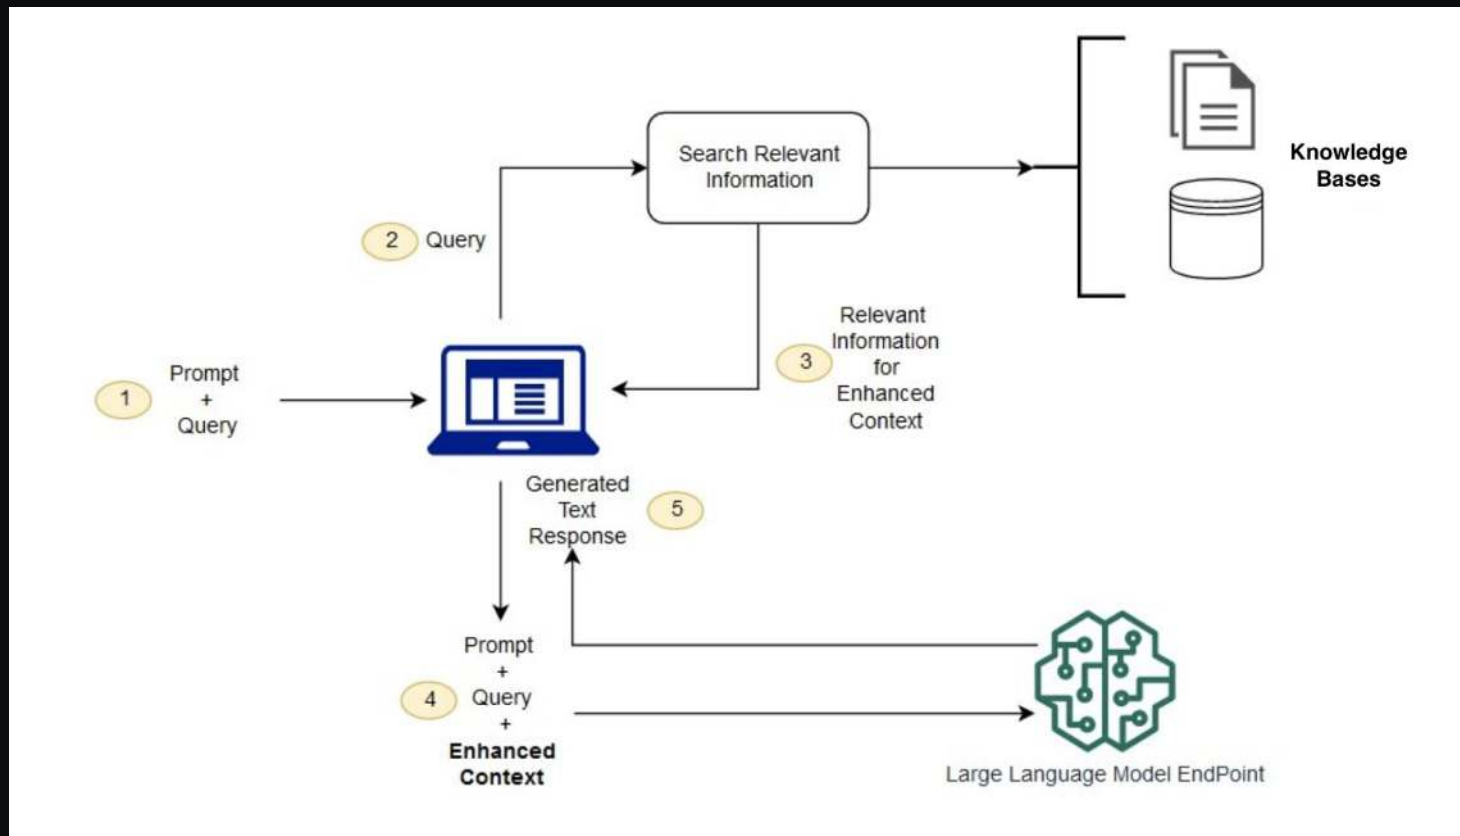 Search Relevant
Information
Knowledge
Bases
2 Query
Relevant
Information
for
Enhanced
Context
3
Prompt
+
Query
1
Generated
Text
Response
5
Prompt
+
Query
+
Enhanced
Context
4
Large Language Model EndPoint